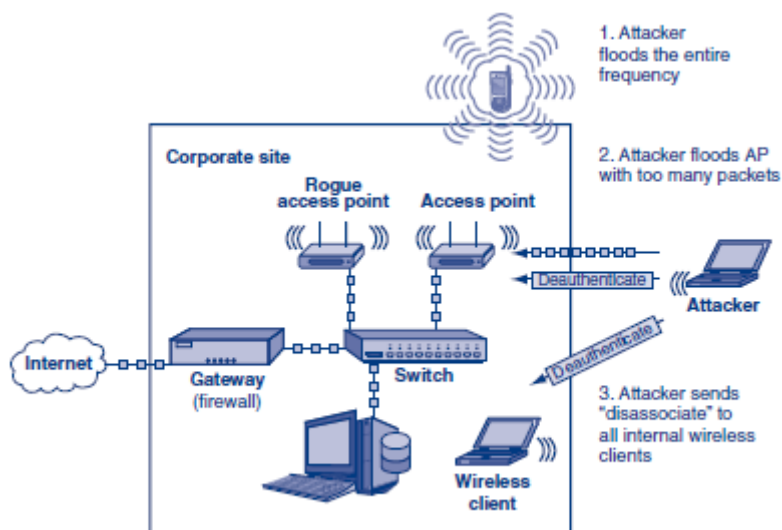 1. Attacker
floods the entire
frequency
Corporate site
2. Attacker floods AP
with too many packets
Rogue
access point
Access point
Deauthenticate
Attacker
Internet
Gateway
(firewall)
Switch
Deauthenticate
3. Attacker sends
"disassociate" to
all internal wireless
clients
Wireless
client